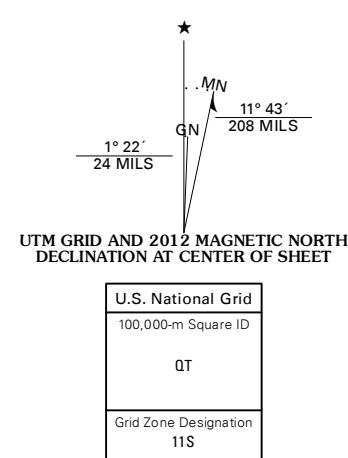 ★
MN
GN
11° 43´
208 MILS
1° 22´
24 MILS
UTM GRID AND 2012 MAGNETIC NORTH
DECLINATION AT CENTER OF SHEET
U.S. National Grid
100,000-m Square ID
QT
Grid Zone Designation
11S